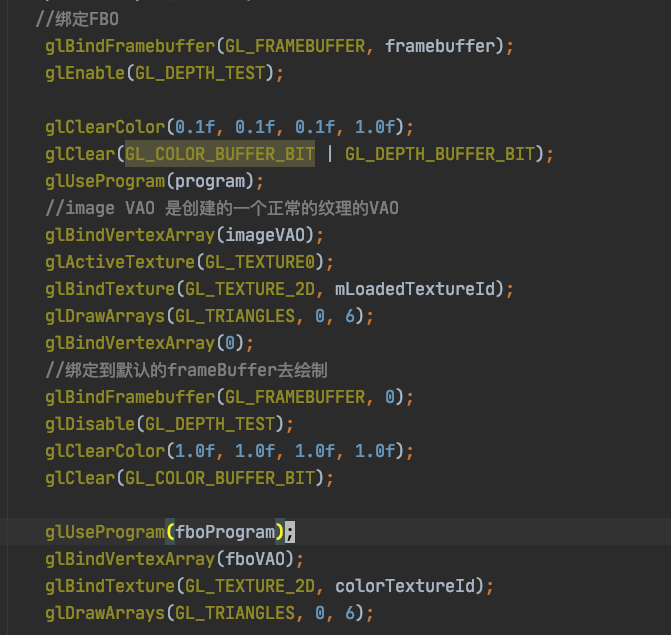 //绑定FBO
glBindFramebuffer(GL_FRAMEBUFFER, framebuffer);
glEnable(GL_DEPTH_TEST);
glClearColor(0.1f, 0.1f, 0.1f, 1.0f);
glClear(GL_COLOR_BUFFER_BIT | GL_DEPTH_BUFFER_BIT);
glUseProgram(program);
//image VAO 是创建的一个正常的纹理的VAO
glBindVertexArray(imageVAO);
glActiveTexture(GL_TEXTURE0);
glBindTexture(GL_TEXTURE_2D, mLoadedTextureId);
glDrawArrays(GL_TRIANGLES, 0, 6);
glBindVertexArray(0);
//绑定到默认的frameBuffer去绘制
glBindFramebuffer(GL_FRAMEBUFFER, 0);
glDisable(GL_DEPTH_TEST);
glClearColor(1.0f, 1.0f, 1.0f, 1.0f);
glClear(GL_COLOR_BUFFER_BIT);
glUseProgram(fboProgram);
glBindVertexArray(fboVAO);
glBindTexture(GL_TEXTURE_2D, colorTextureId);
glDrawArrays(GL_TRIANGLES, 0, 6);